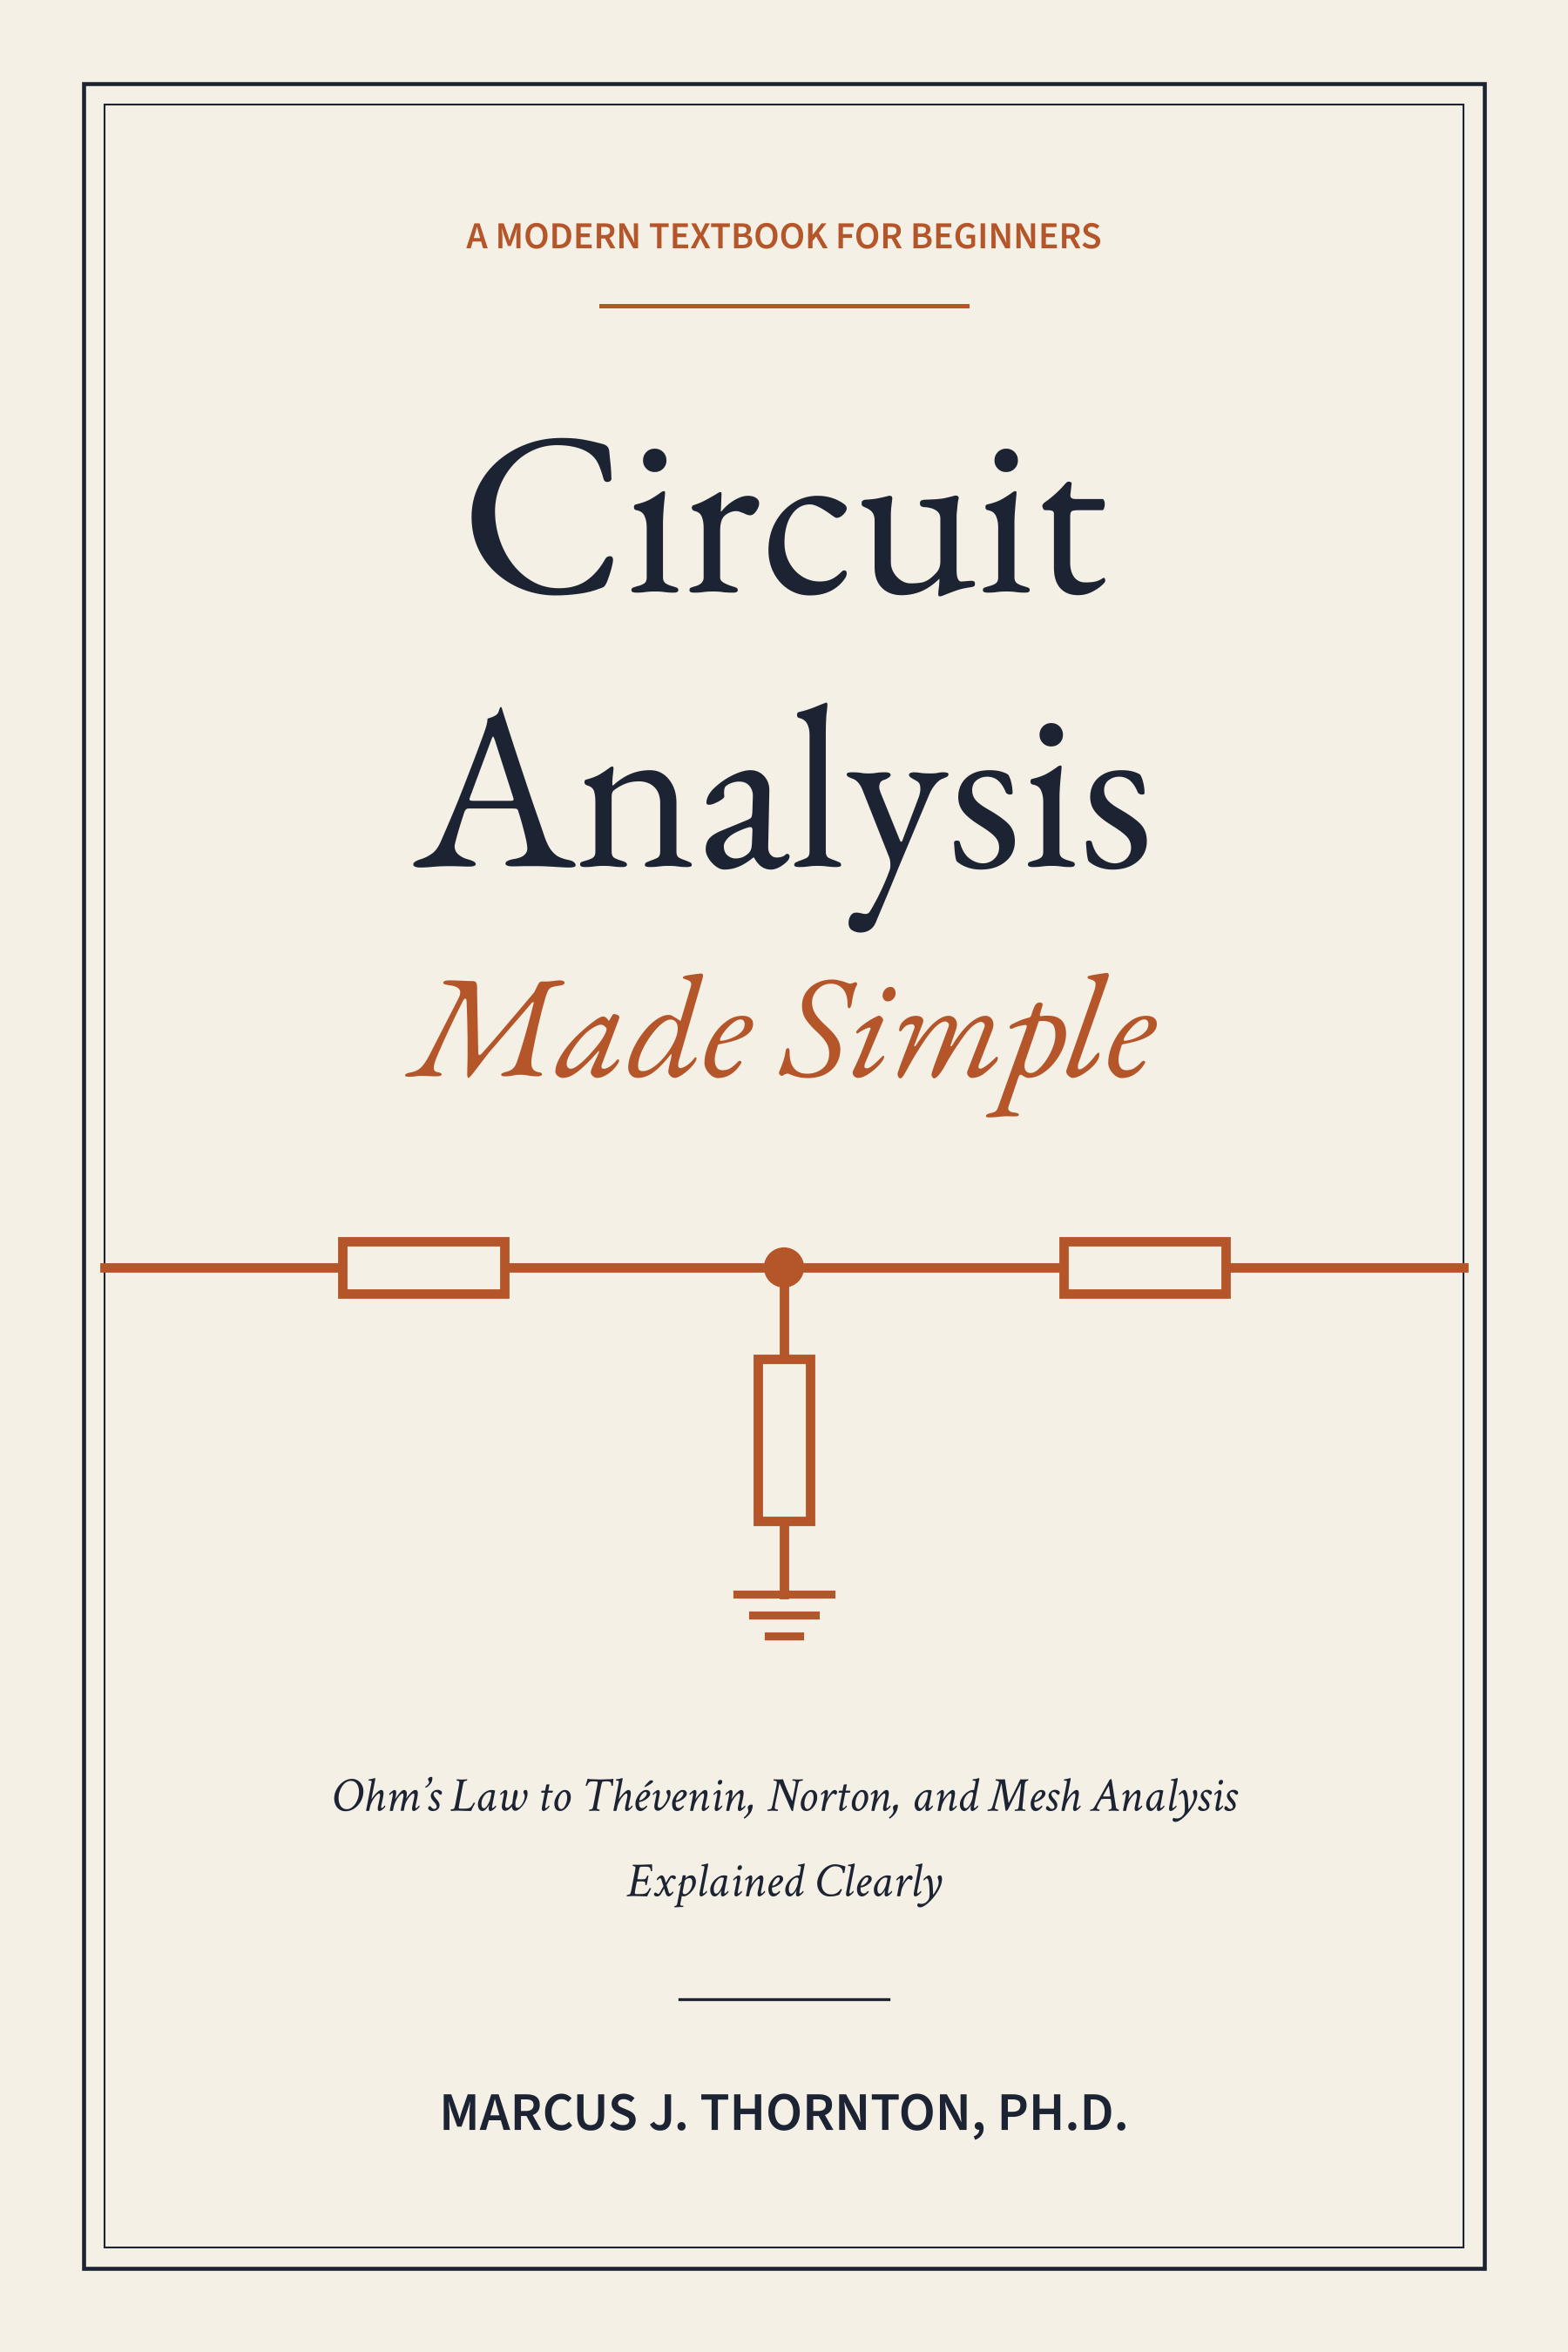 A MODERN TEXTBOOK FOR BEGINNERS
Circuit
Analysis
Made Simple
Ohm’s Law to Thévenin, Norton, and Mesh Analysis
Explained Clearly
MARCUS J. THORNTON, PH.D.